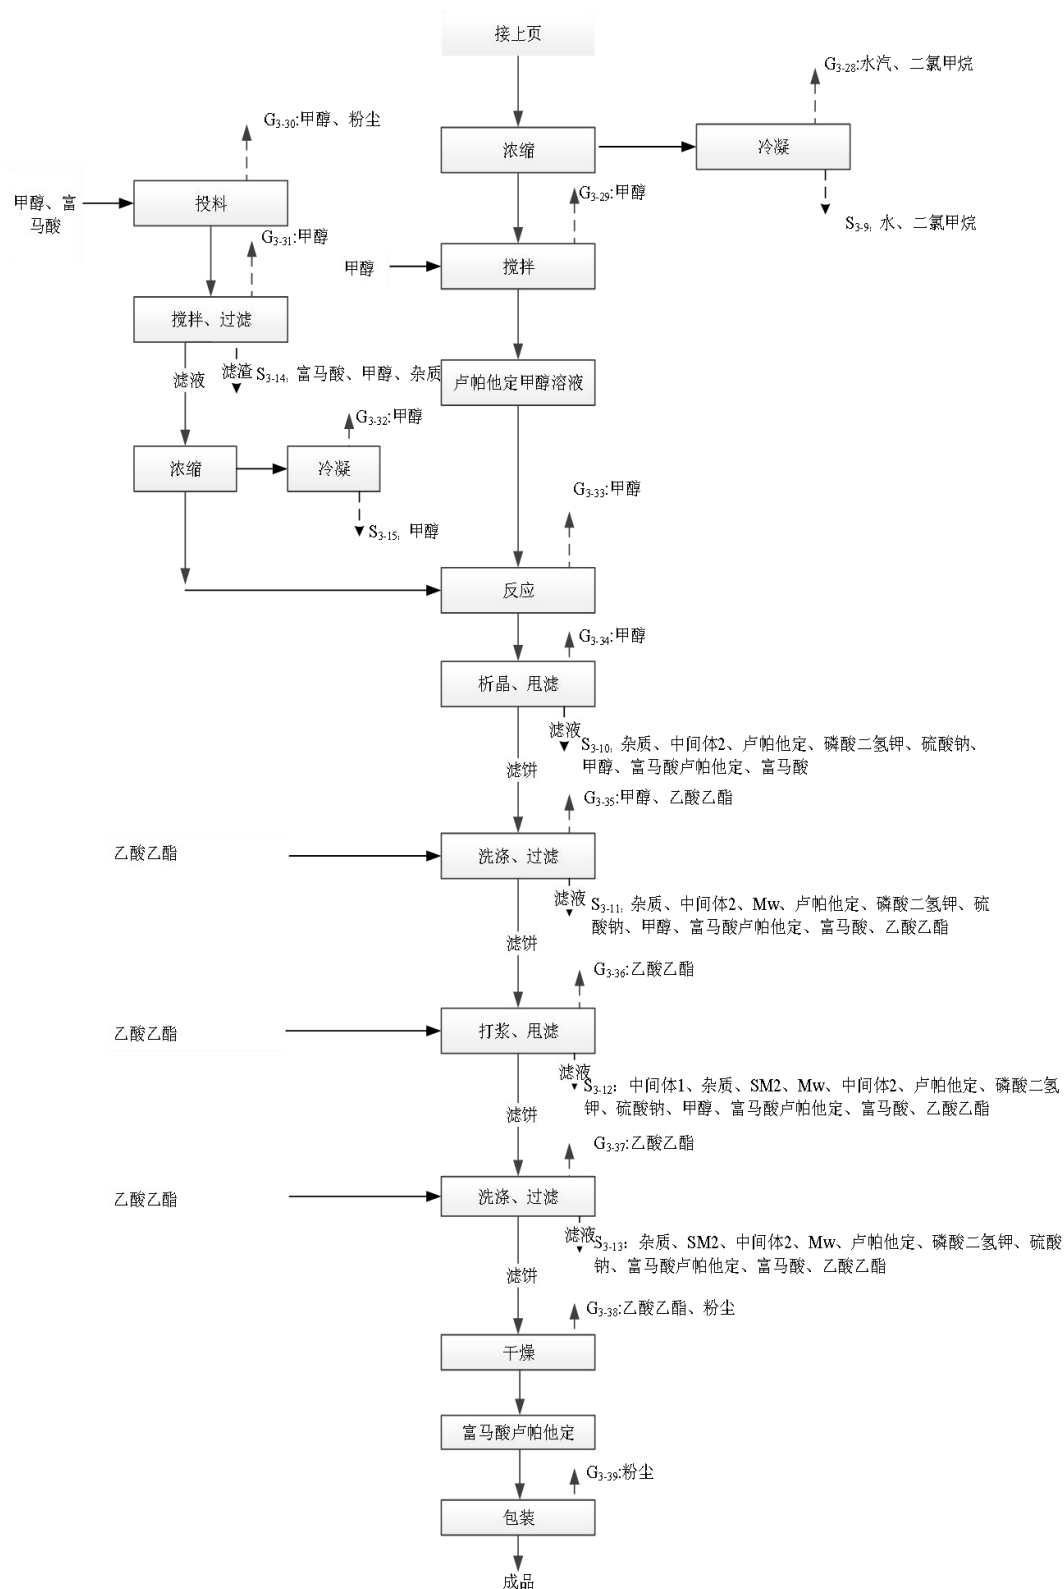 接上页
G3-28:水汽、二氯甲烷
G3-30:甲醇、粉尘
浓缩
冷凝
甲醇、富
马酸
投料
G3-29:甲醇
S3-9：水、二氯甲烷
G3-31:甲醇
甲醇
搅拌
搅拌、过滤
滤液
滤渣
S3-14：富马酸、甲醇、杂质
卢帕他定甲醇溶液
G3-32:甲醇
浓缩
冷凝
G3-33:甲醇
S3-15：甲醇
反应
G3-34:甲醇
析晶、甩滤
滤液
S3-10：杂质、中间体2、卢帕他定、磷酸二氢钾、硫酸钠、
甲醇、富马酸卢帕他定、富马酸
滤饼
G3-35:甲醇、乙酸乙酯
乙酸乙酯
洗涤、过滤
滤液
S3-11：杂质、中间体2、Mw、卢帕他定、磷酸二氢钾、硫
酸钠、甲醇、富马酸卢帕他定、富马酸、乙酸乙酯
滤饼
G3-36:乙酸乙酯
乙酸乙酯
打浆、甩滤
滤液
S3-12：中间体1、杂质、SM2、Mw、中间体2、卢帕他定、磷酸二氢
钾、硫酸钠、甲醇、富马酸卢帕他定、富马酸、乙酸乙酯
滤饼
G3-37:乙酸乙酯
乙酸乙酯
洗涤、过滤
滤液
S3-13：杂质、SM2、中间体2、Mw、卢帕他定、磷酸二氢钾、硫酸
钠、富马酸卢帕他定、富马酸、乙酸乙酯
滤饼
G3-38:乙酸乙酯、粉尘
干燥
富马酸卢帕他定
G3-39:粉尘
包装
成品